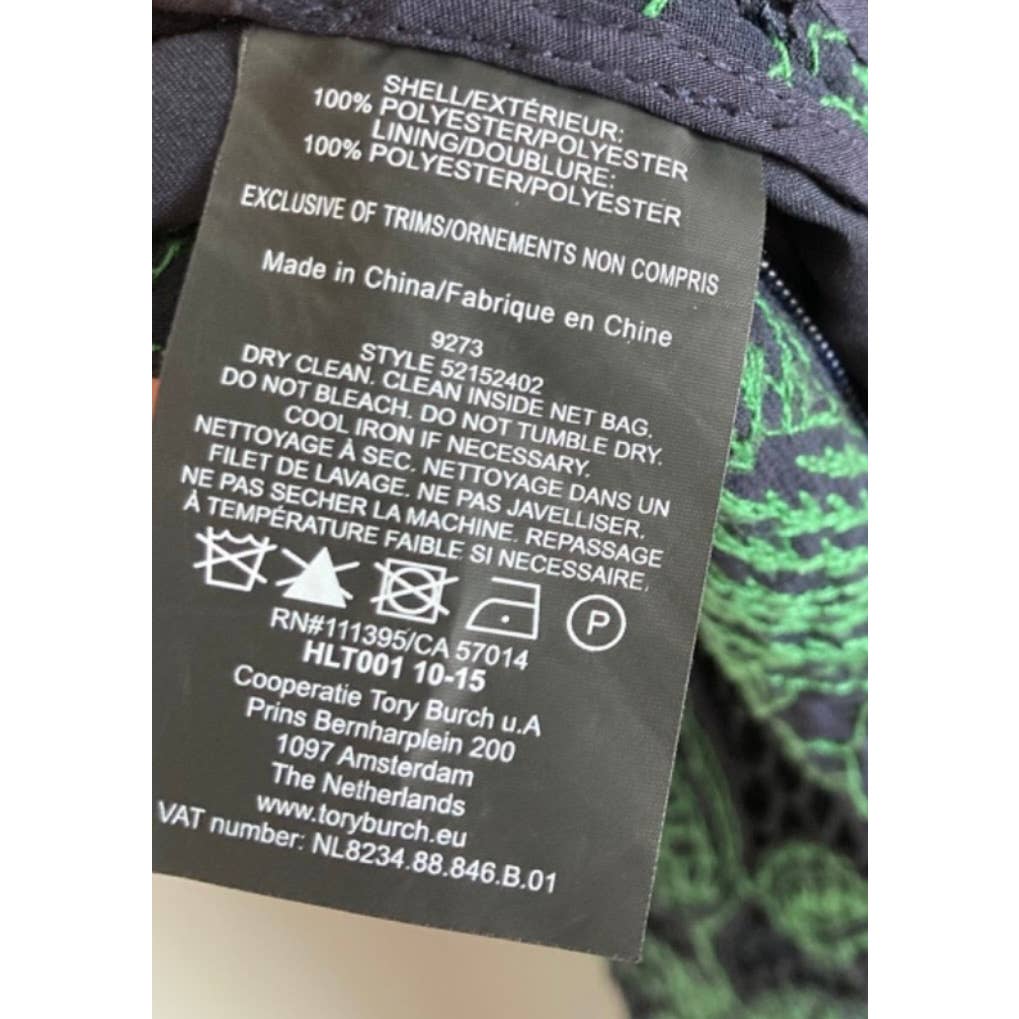 SHELL/EXTÉRIEUR:
100% POLYESTER/POLYESTER
LINING/DOUBLURE:
100% POLYESTER/POLYESTER
EXCLUSIVE OF TRIMS/ORNEMENTS NON COMPRIS
Made in China/Fabrique en Chine
9273
STYLE 52152402
DRY CLEAN. CLEAN INSIDE NET BAG.
DO NOT BLEACH. DO NOT TUMBLE DRY.
COOL IRON IF NECESSARY.
NETTOYAGE À SEC. NETTOYAGE DANS UN
FILET DE LAVAGE. NE PAS JAVELLISER.
NE PAS SECHER LA MACHINE. REPASSAGE
À TEMPÉRATURE FAIBLE SI NECESSAIRE.
P
RN#111395/CA 57014
HLT001 10-15
Cooperatie Tory Burch u.A
Prins Bernharplein 200
1097 Amsterdam
The Netherlands
www.toryburch.eu
VAT number: NL8234.88.846.B.01